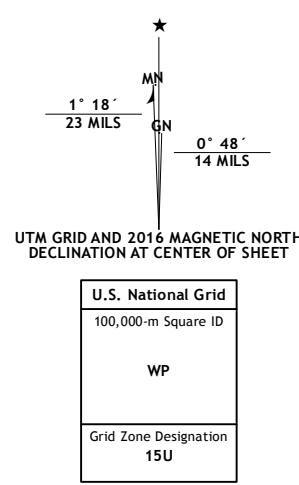 MN
1° 18´
23 MILS
GN
0° 48´
14 MILS
UTM GRID AND 2016 MAGNETIC NORTH
DECLINATION AT CENTER OF SHEET
U.S. National Grid
100,000-m Square ID
WP
Grid Zone Designation
15U